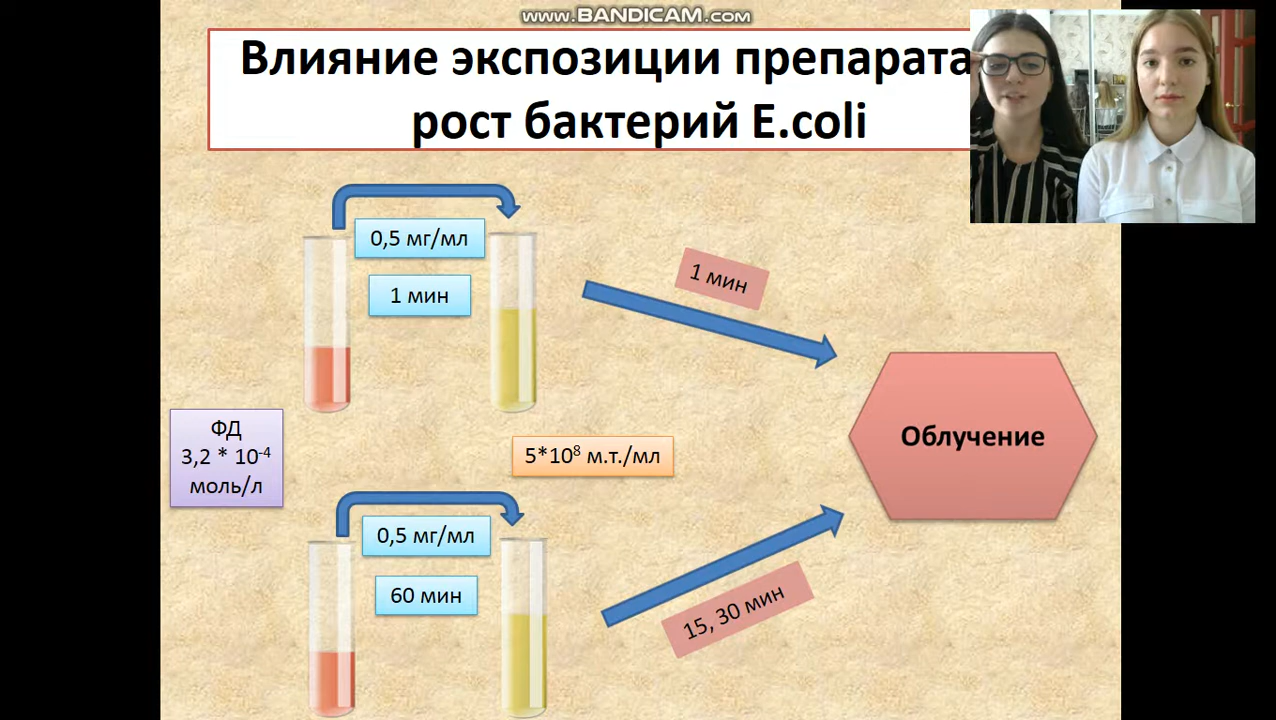 www.BANDICAM.com
Влияние экспозиции препарата
рост бактерий E.coli
0,5 мг/мл
1 мин
1 мин
Облучение
ФД
3,2 * 10⁻⁴
моль/л
5*10⁸ м.т./мл
0,5 мг/мл
60 мин
15, 30 мин